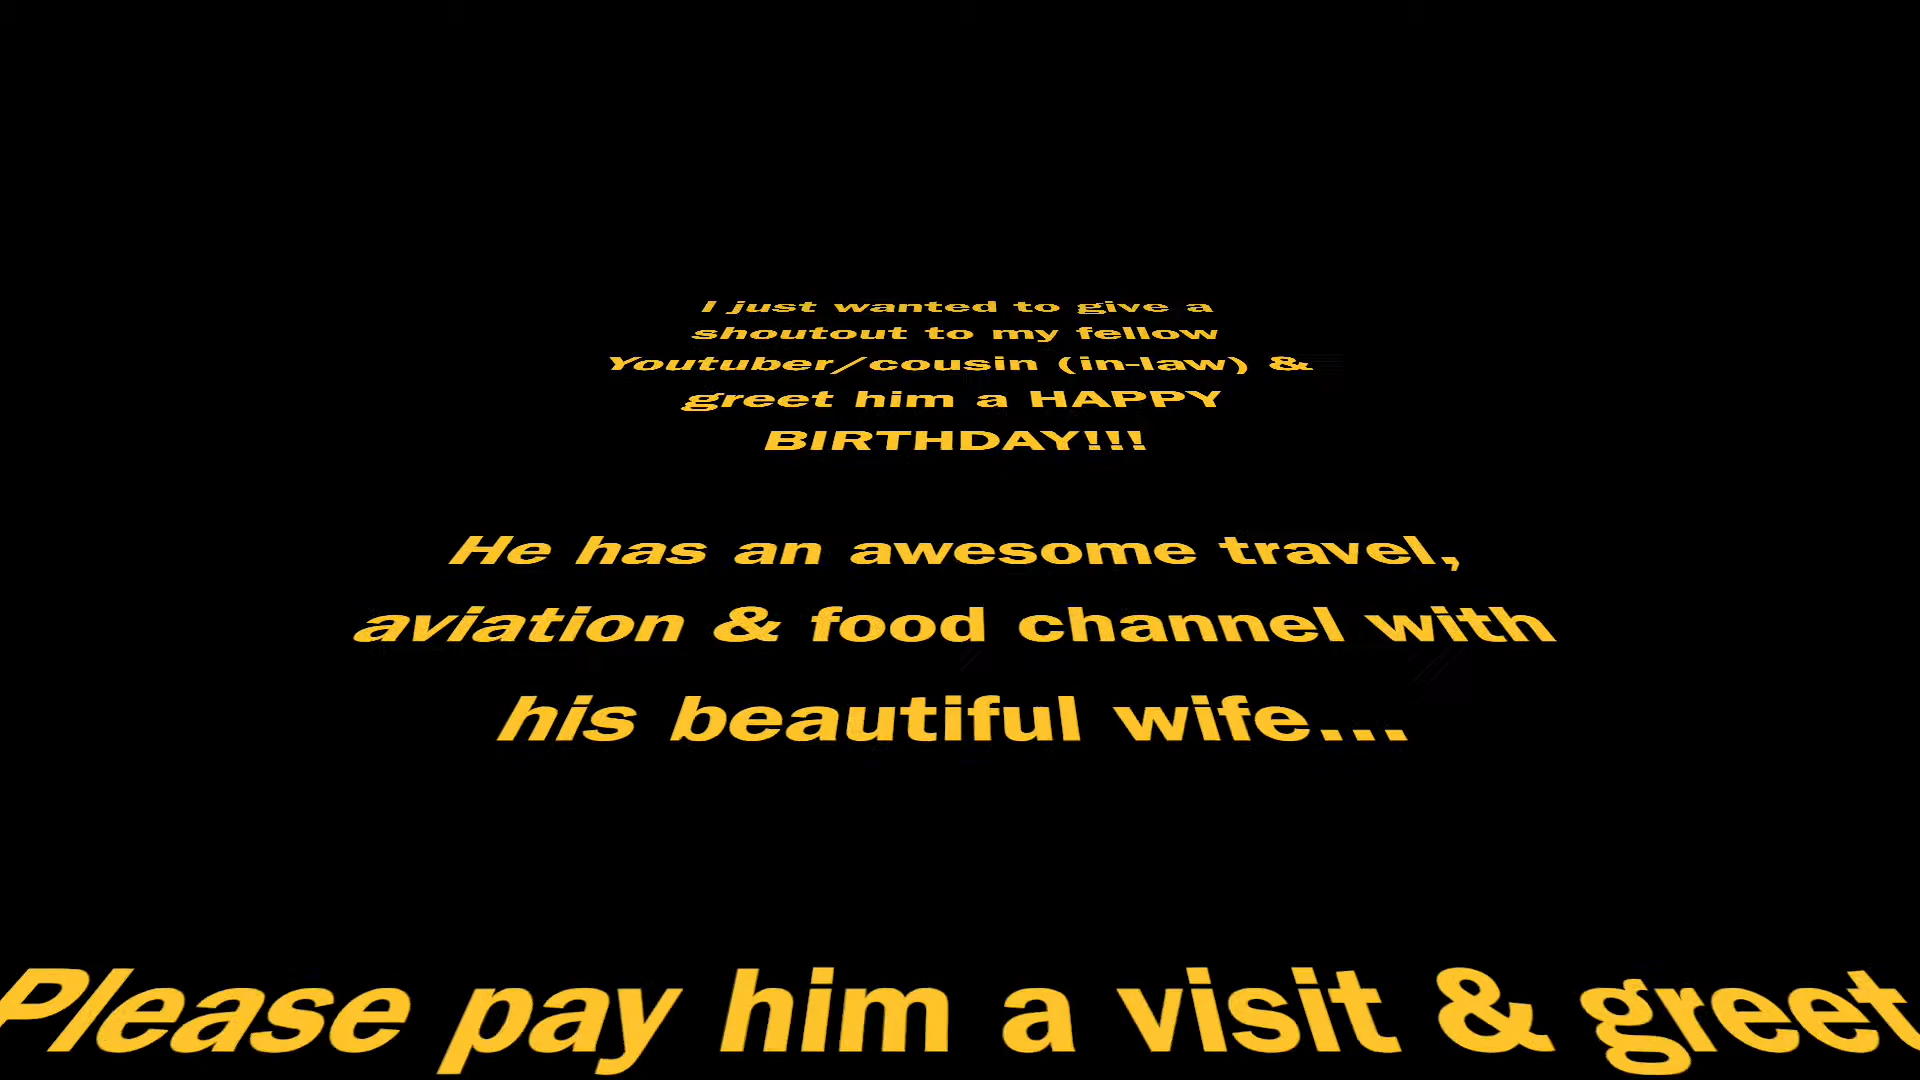 I just wanted to give a
shoutout to my fellow
Youtuber/cousin (in-law) &
greet him a HAPPY
BIRTHDAY!!!
He has an awesome travel,
aviation & food channel with
his beautiful wife...
Please pay him a visit & greet